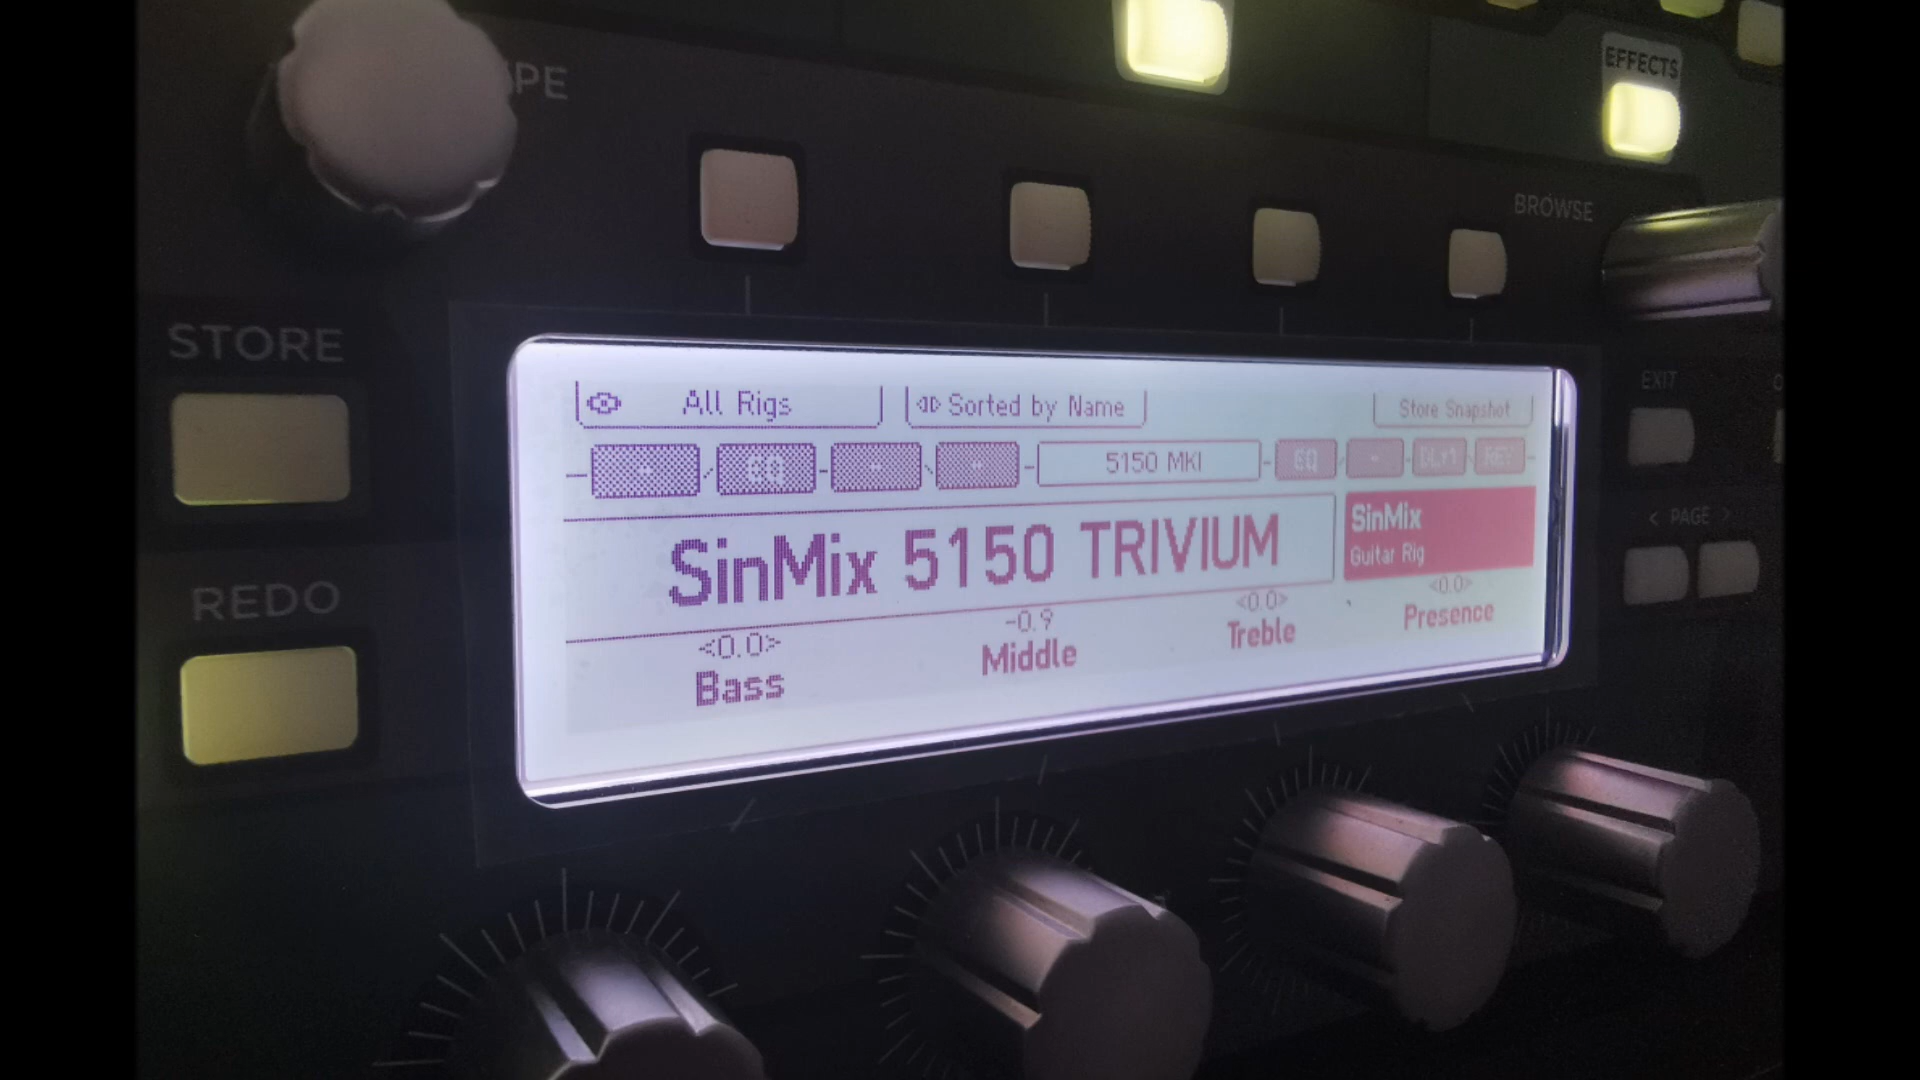 PE
EFFECTS
BROWSE
STORE
EXIT
All Rigs
Sorted by Name
Store Snapshot
EQ
5150 MKI
EQ
DLY1
REV
< PAGE >
SinMix 5150 TRIVIUM
SinMix
Guitar Rig
REDO
<0.0>
-0.9
<0.0>
<0.0>
Bass
Middle
Treble
Presence